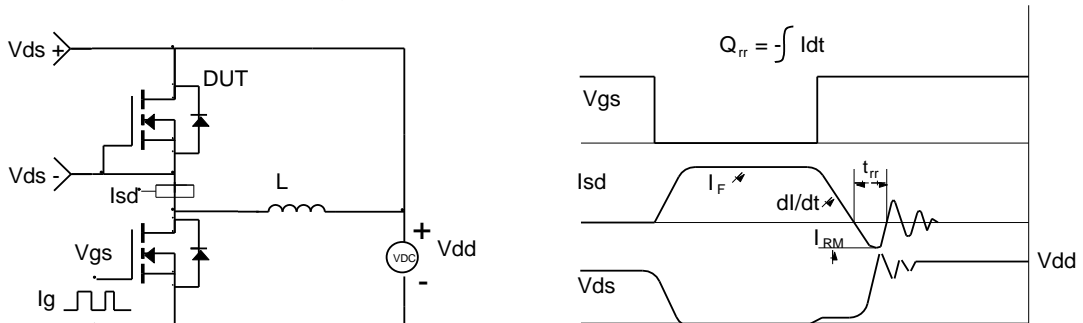 Vds +
DUT
Vds -
Isd
L
Vgs
Ig
+
VDC
-
Vdd
Qrr = -∫ Idt
Vgs
Isd
IF
dI/dt
trr
IRM
Vds
Vdd